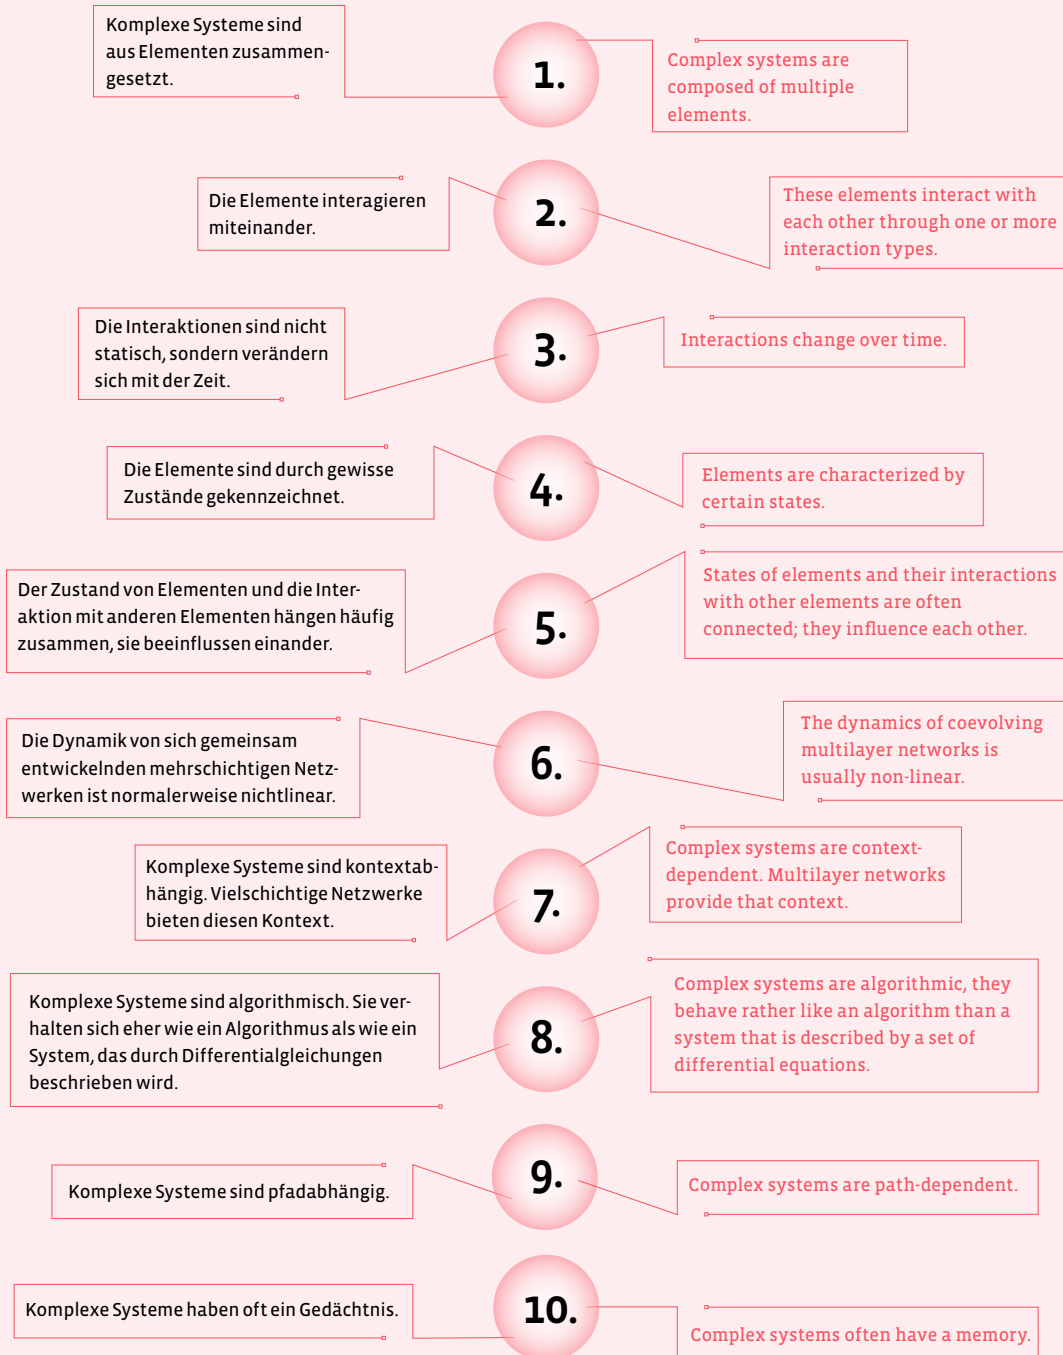 Komplexe Systeme sind
aus Elementen zusammen-
gesetzt.
1.
Complex systems are
composed of multiple
elements.
Die Elemente interagieren
miteinander.
2.
These elements interact with
each other through one or more
interaction types.
Die Interaktionen sind nicht
statisch, sondern verändern
sich mit der Zeit.
3.
Interactions change over time.
Die Elemente sind durch gewisse
Zustände gekennzeichnet.
4.
Elements are characterized by
certain states.
Der Zustand von Elementen und die Inter-
aktion mit anderen Elementen hängen häufig
zusammen, sie beeinflussen einander.
5.
States of elements and their interactions
with other elements are often
connected; they influence each other.
Die Dynamik von sich gemeinsam
entwickelnden mehrschichtigen Netz-
werken ist normalerweise nichtlinear.
6.
The dynamics of coevolving
multilayer networks is
usually non-linear.
Komplexe Systeme sind kontextab-
hängig. Vielschichtige Netzwerke
bieten diesen Kontext.
7.
Complex systems are context-
dependent. Multilayer networks
provide that context.
Komplexe Systeme sind algorithmisch. Sie ver-
halten sich eher wie ein Algorithmus als wie ein
System, das durch Differentialgleichungen
beschrieben wird.
8.
Complex systems are algorithmic, they
behave rather like an algorithm than a
system that is described by a set of
differential equations.
Komplexe Systeme sind pfadabhängig.
9.
Complex systems are path-dependent.
Komplexe Systeme haben oft ein Gedächtnis.
10.
Complex systems often have a memory.